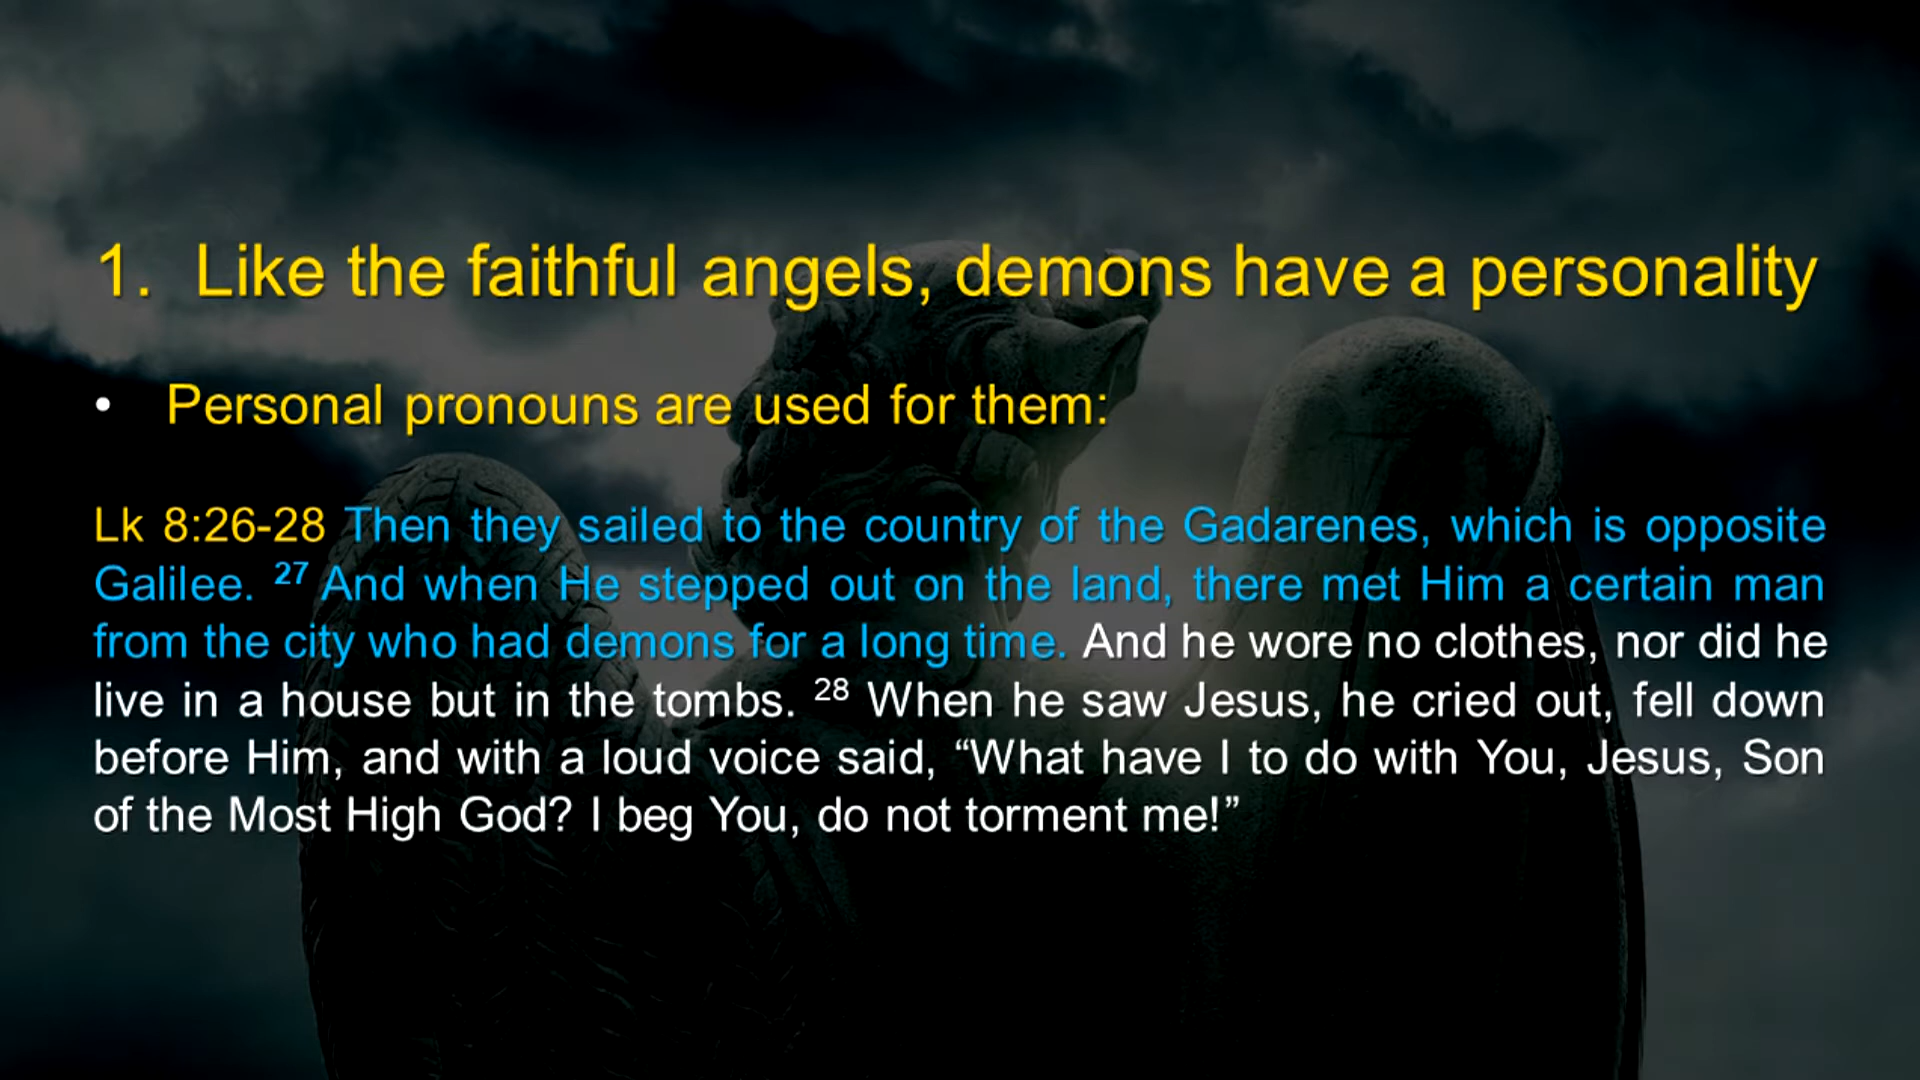 1. Like the faithful angels, demons have a personality
• Personal pronouns are used for them:
Lk 8:26-28 Then they sailed to the country of the Gadarenes, which is opposite
Galilee. ²⁷ And when He stepped out on the land, there met Him a certain man
from the city who had demons for a long time. And he wore no clothes, nor did he
live in a house but in the tombs. ²⁸ When he saw Jesus, he cried out, fell down
before Him, and with a loud voice said, “What have I to do with You, Jesus, Son
of the Most High God? I beg You, do not torment me!”